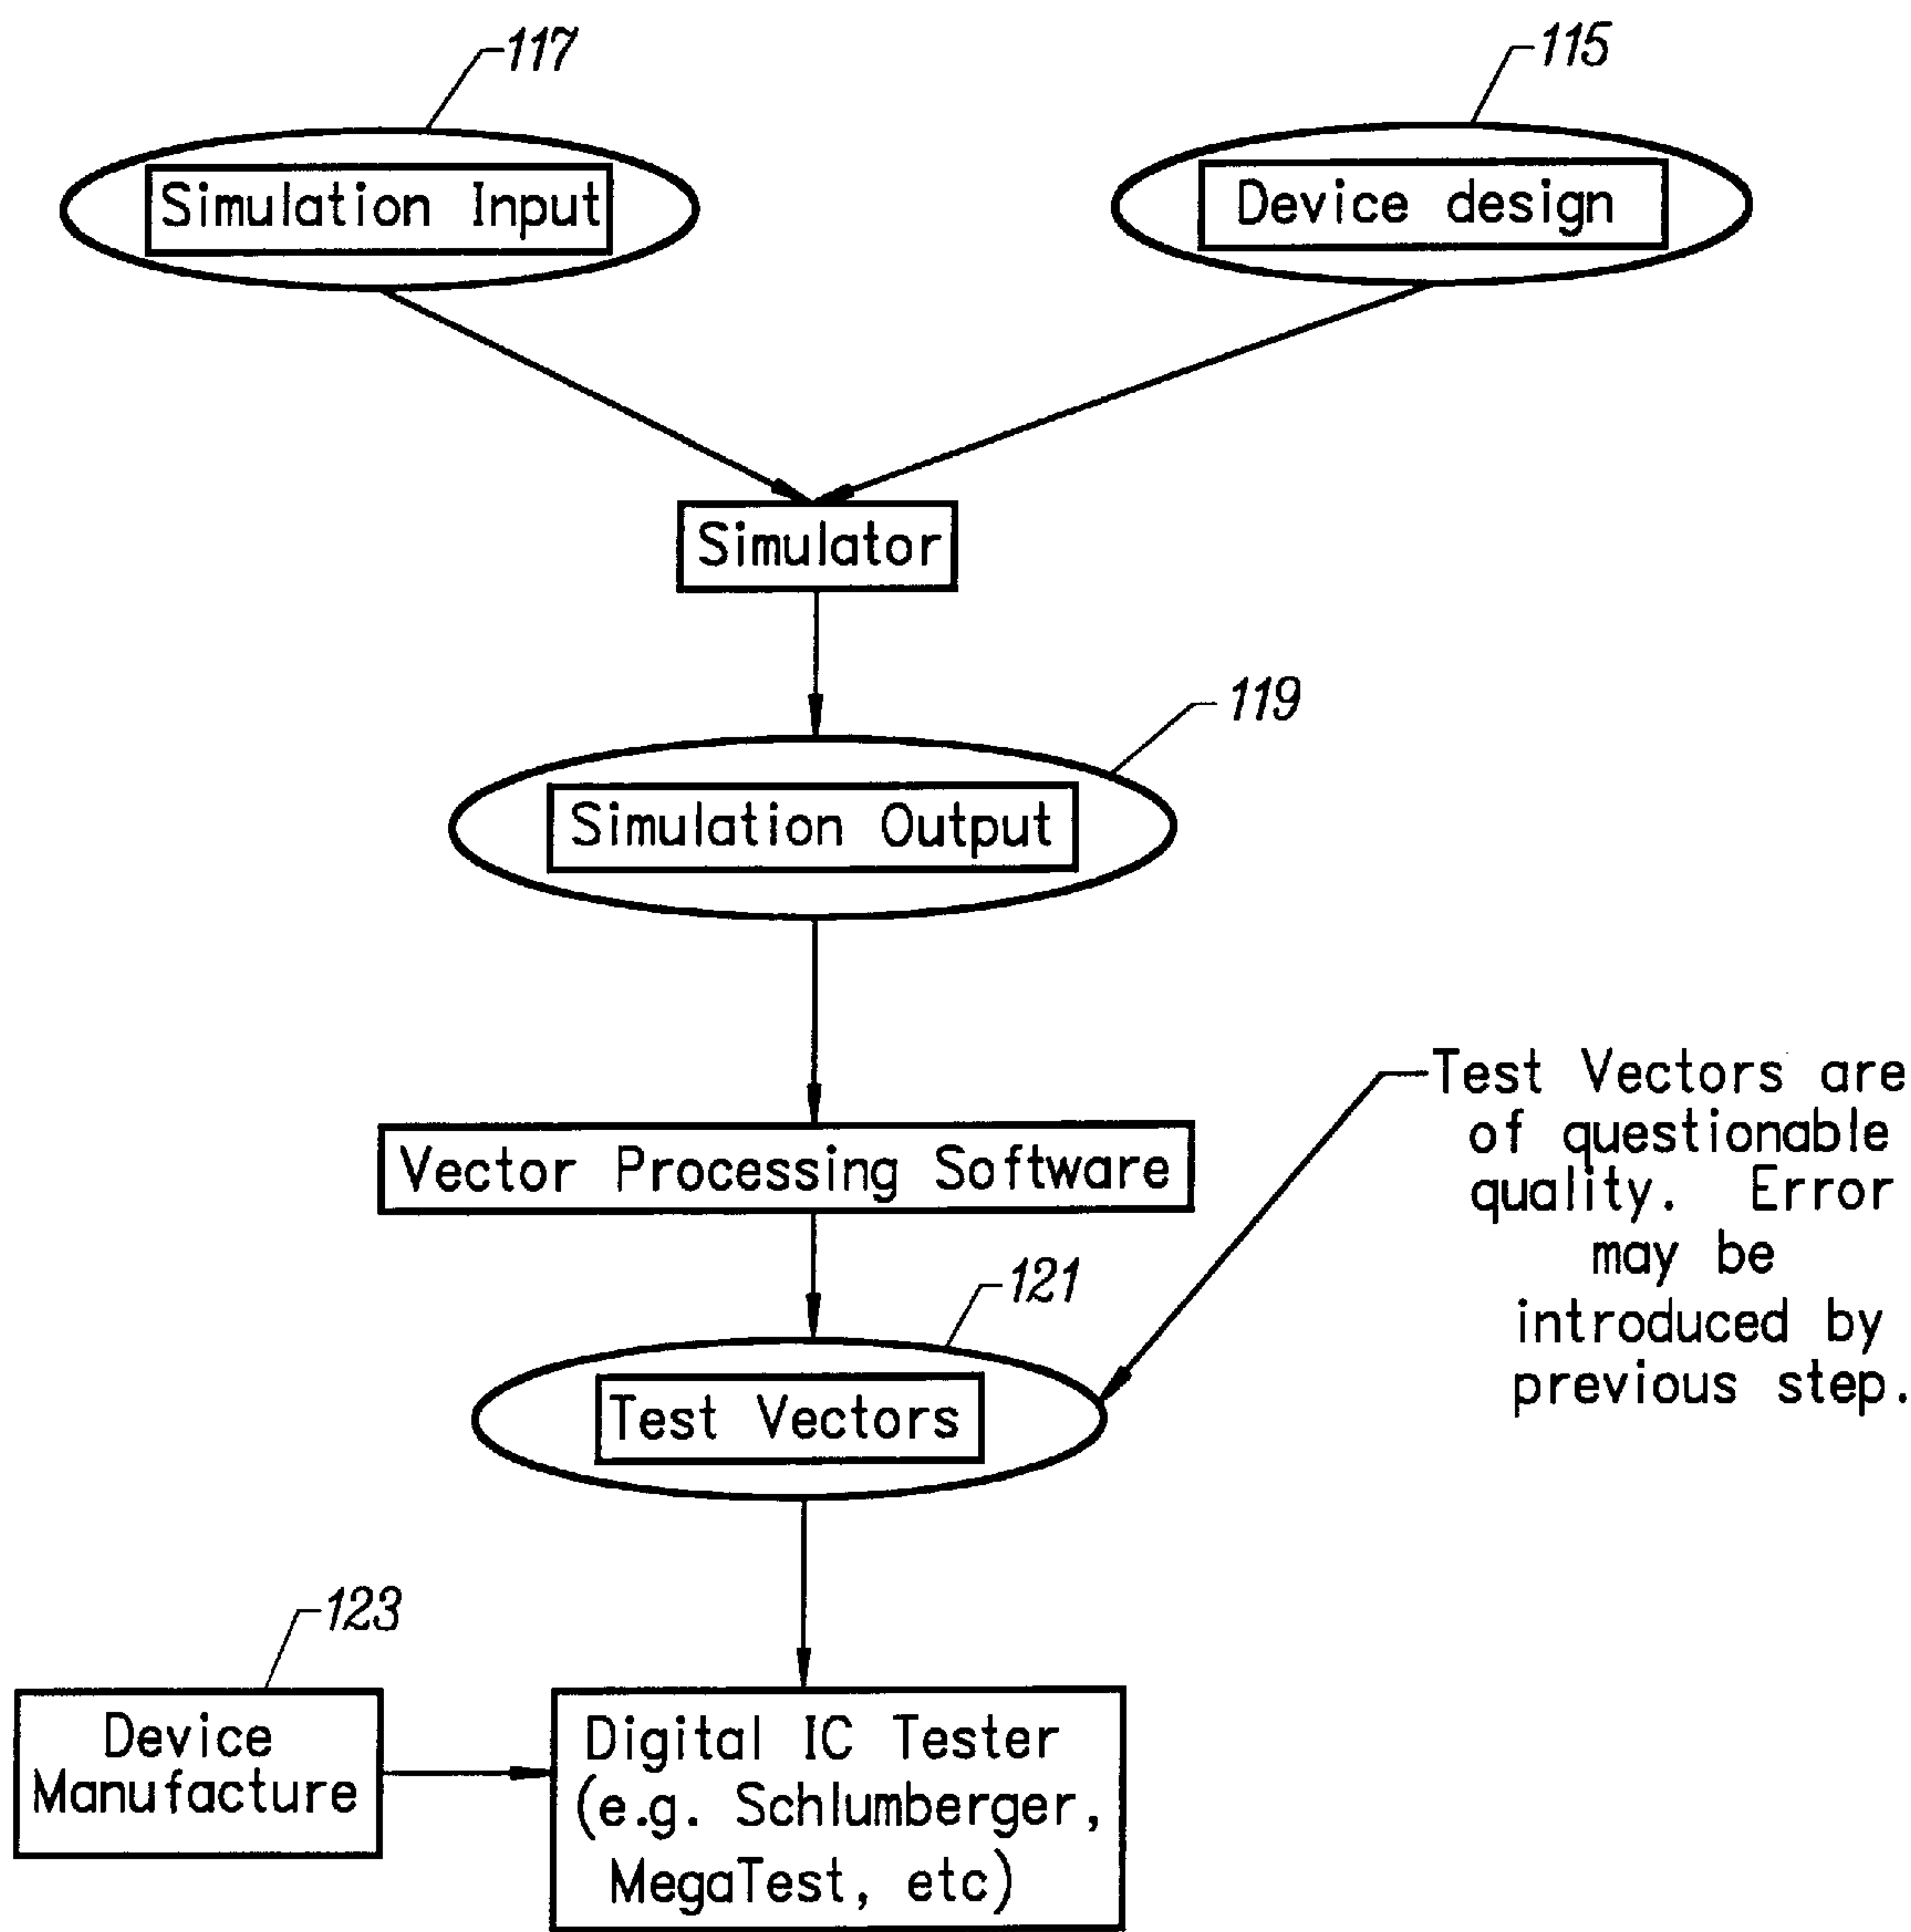 117
115
Simulation Input
Device design
Simulator
119
Simulation Output
Vector Processing Software
Test Vectors are
of questionable
quality. Error
may be
introduced by
previous step.
121
Test Vectors
123
Device
Manufacture
Digital IC Tester
(e.g. Schlumberger,
MegaTest, etc)